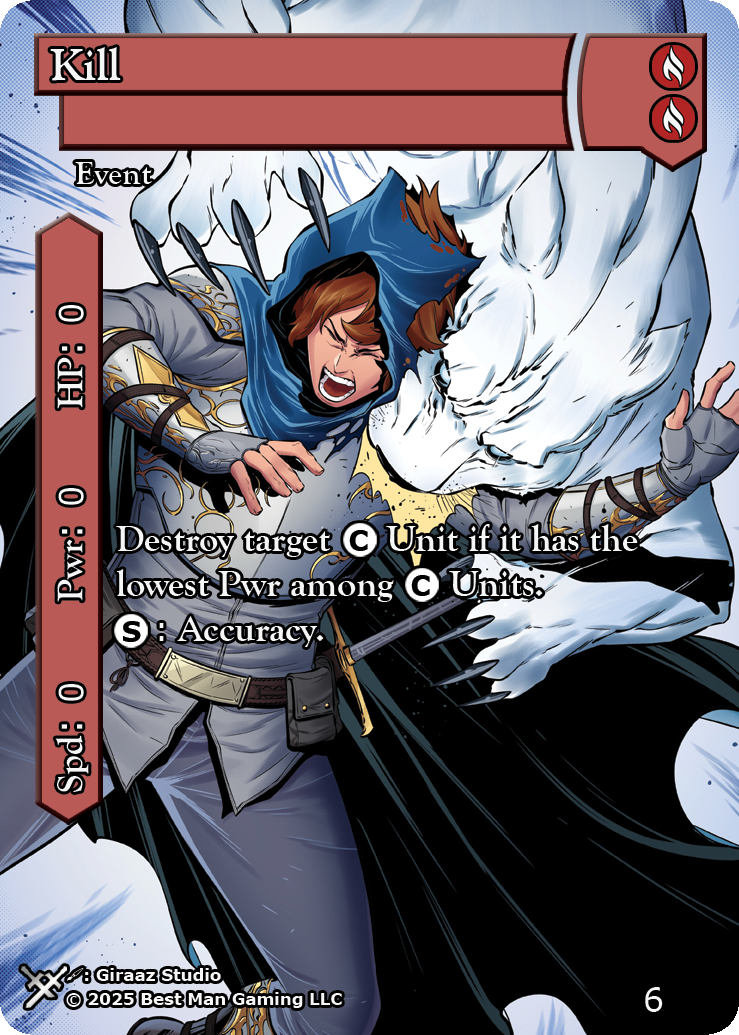 Kill
Event
HP: 0
Pwr: 0
Spd: 0
Destroy target C Unit if it has the
lowest Pwr among C Units.
S : Accuracy.
: Giraaz Studio
© 2025 Best Man Gaming LLC
6